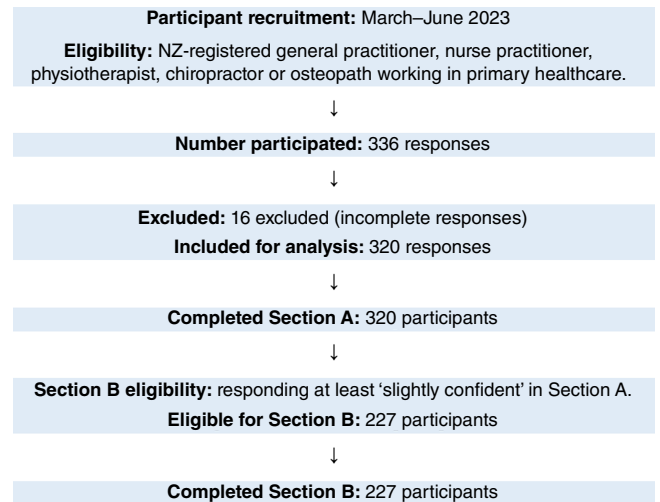 Participant recruitment: March–June 2023
Eligibility: NZ-registered general practitioner, nurse practitioner,
physiotherapist, chiropractor or osteopath working in primary healthcare.
↓
Number participated: 336 responses
↓
Excluded: 16 excluded (incomplete responses)
Included for analysis: 320 responses
↓
Completed Section A: 320 participants
↓
Section B eligibility: responding at least ‘slightly confident’ in Section A.
Eligible for Section B: 227 participants
↓
Completed Section B: 227 participants